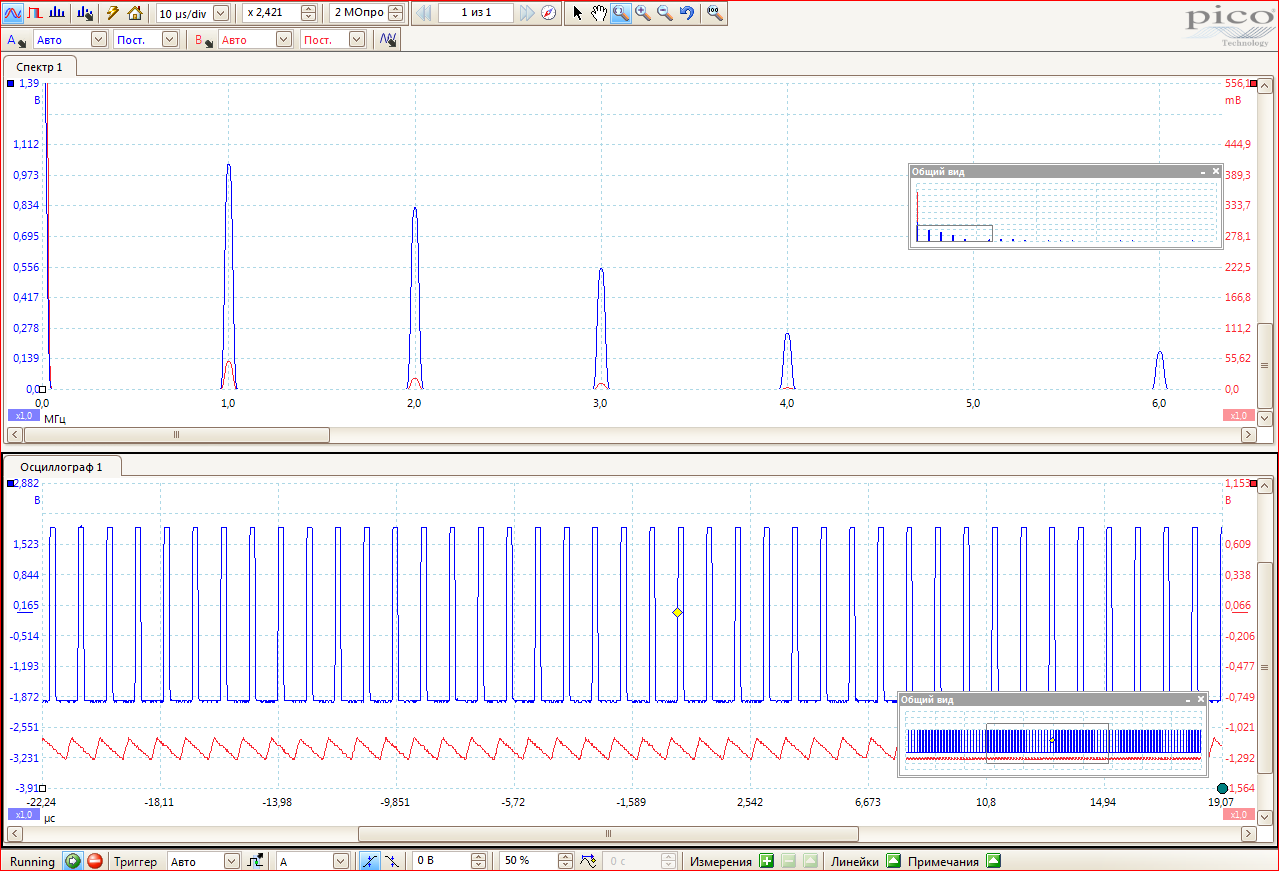 10 µs/div x 2,421 2 МОпро 1 из 1
pico
Technology
A Авто Пост. B Авто Пост.
Спектр 1
1,39 556,1
В mВ
1,112 444,9
0,973 389,3
Общий вид
0,834 333,7
0,695 278,1
0,556 222,5
0,417 166,8
0,278 111,2
0,139 55,62
0,0 0,0
0,0 1,0 2,0 3,0 4,0 5,0 6,0
x1,0 МГц x1,0
Осциллограф 1
2,882 1,153
В В
1,523 0,609
0,844 0,338
0,165 0,066
-0,514 -0,206
-1,193 -0,477
-1,872 -0,749
Общий вид
-2,551 -1,021
-3,231 -1,292
-3,91 -1,564
-22,24 -18,11 -13,98 -9,851 -5,72 -1,589 2,542 6,673 10,8 14,94 19,07
x1,0 µс x1,0
Running Триггер Авто A 0 В 50 % 0 с Измерения Линейки Примечания